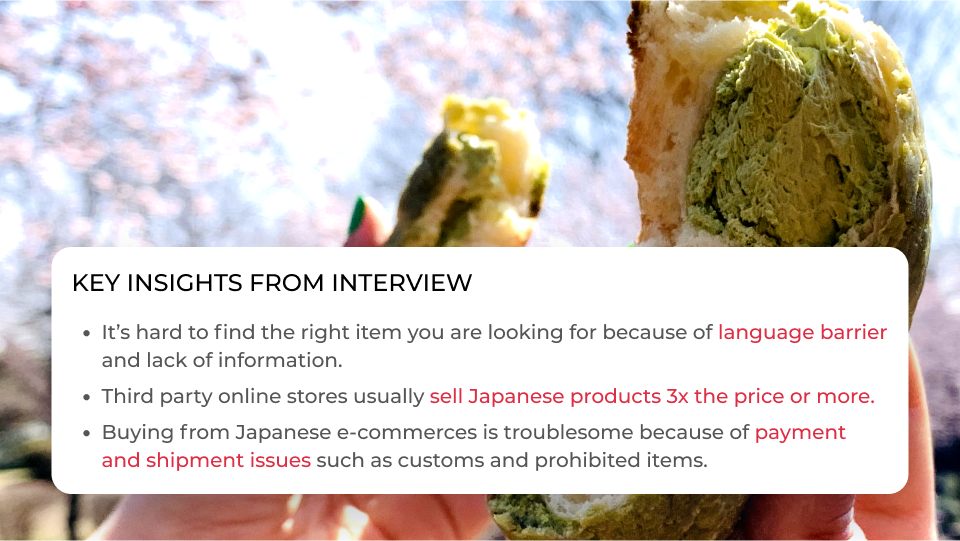 KEY INSIGHTS FROM INTERVIEW
• It’s hard to find the right item you are looking for because of language barrier
and lack of information.
• Third party online stores usually sell Japanese products 3x the price or more.
• Buying from Japanese e-commerces is troublesome because of payment
and shipment issues such as customs and prohibited items.